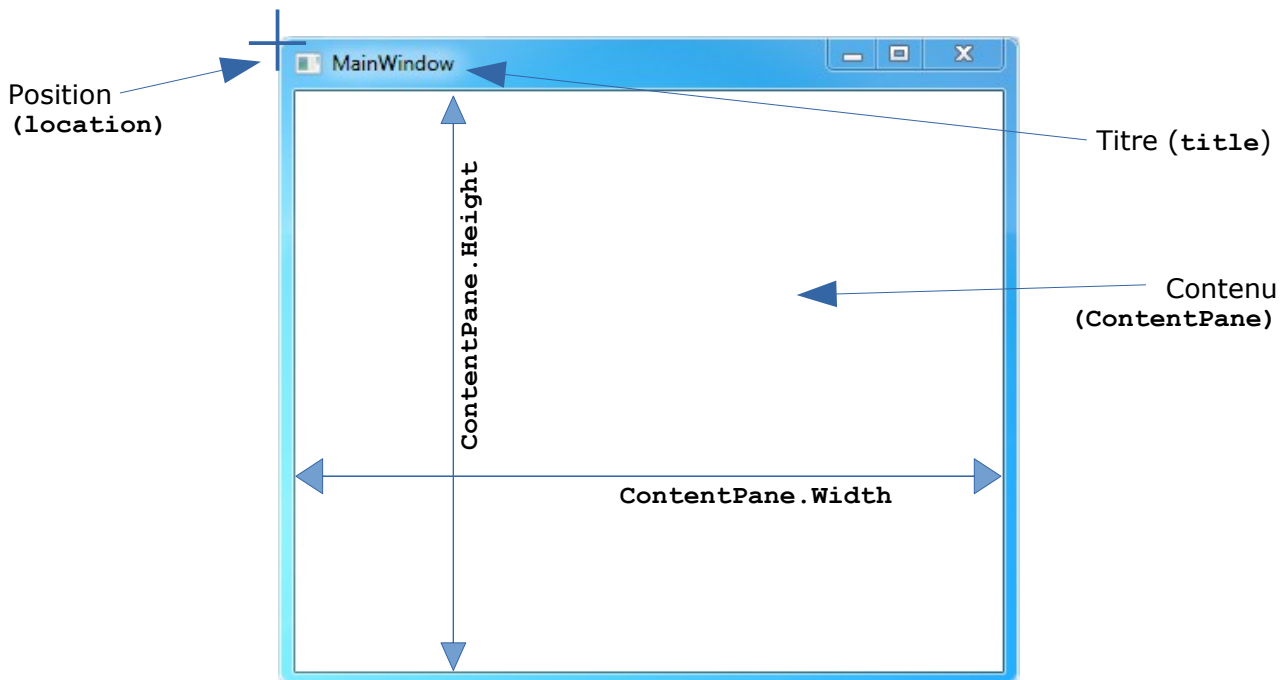 MainWindow
Position
(location)
Titre (title)
ContentPane.Height
Contenu
(ContentPane)
ContentPane.Width